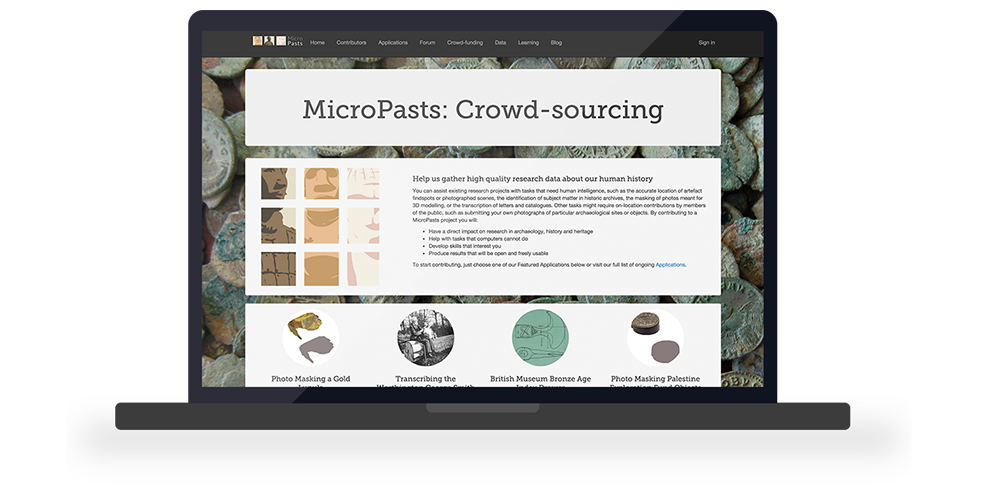 Micro
Pasts
Home Contributors Applications Forum Crowd-funding Data Learning Blog Sign in
MicroPasts: Crowd-sourcing
Help us gather high quality research data about our human history
You can assist existing research projects with tasks that need human intelligence, such as the accurate location of artefact
findspots or photographed scenes, the identification of subject matter in historic archives, the masking of photos meant for
3D modelling, or the transcription of letters and catalogues. Other tasks might require on-location contributions by members
of the public, such as submitting your own photographs of particular archaeological sites or objects. By contributing to a
MicroPasts project you will:
• Have a direct impact on research in archaeology, history and heritage
• Help with tasks that computers cannot do
• Develop skills that interest you
• Produce results that will be open and freely usable
To start contributing, just choose one of our Featured Applications below or visit our full list of ongoing Applications.
Photo Masking a Gold
Transcribing the
Worthington George Smith
British Museum Bronze Age
Index Drawer
Photo Masking Palestine
Exploration Fund Objects